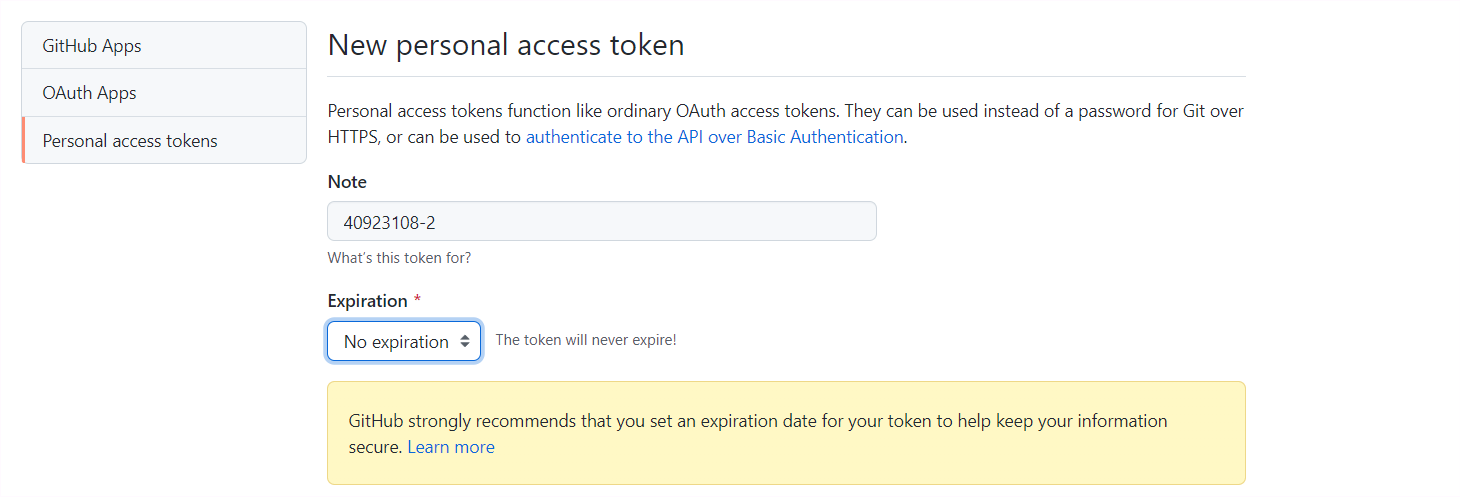 GitHub Apps
OAuth Apps
Personal access tokens
New personal access token
Personal access tokens function like ordinary OAuth access tokens. They can be used instead of a password for Git over
HTTPS, or can be used to authenticate to the API over Basic Authentication.
Note
40923108-2
What's this token for?
Expiration *
No expiration
The token will never expire!
GitHub strongly recommends that you set an expiration date for your token to help keep your information
secure. Learn more